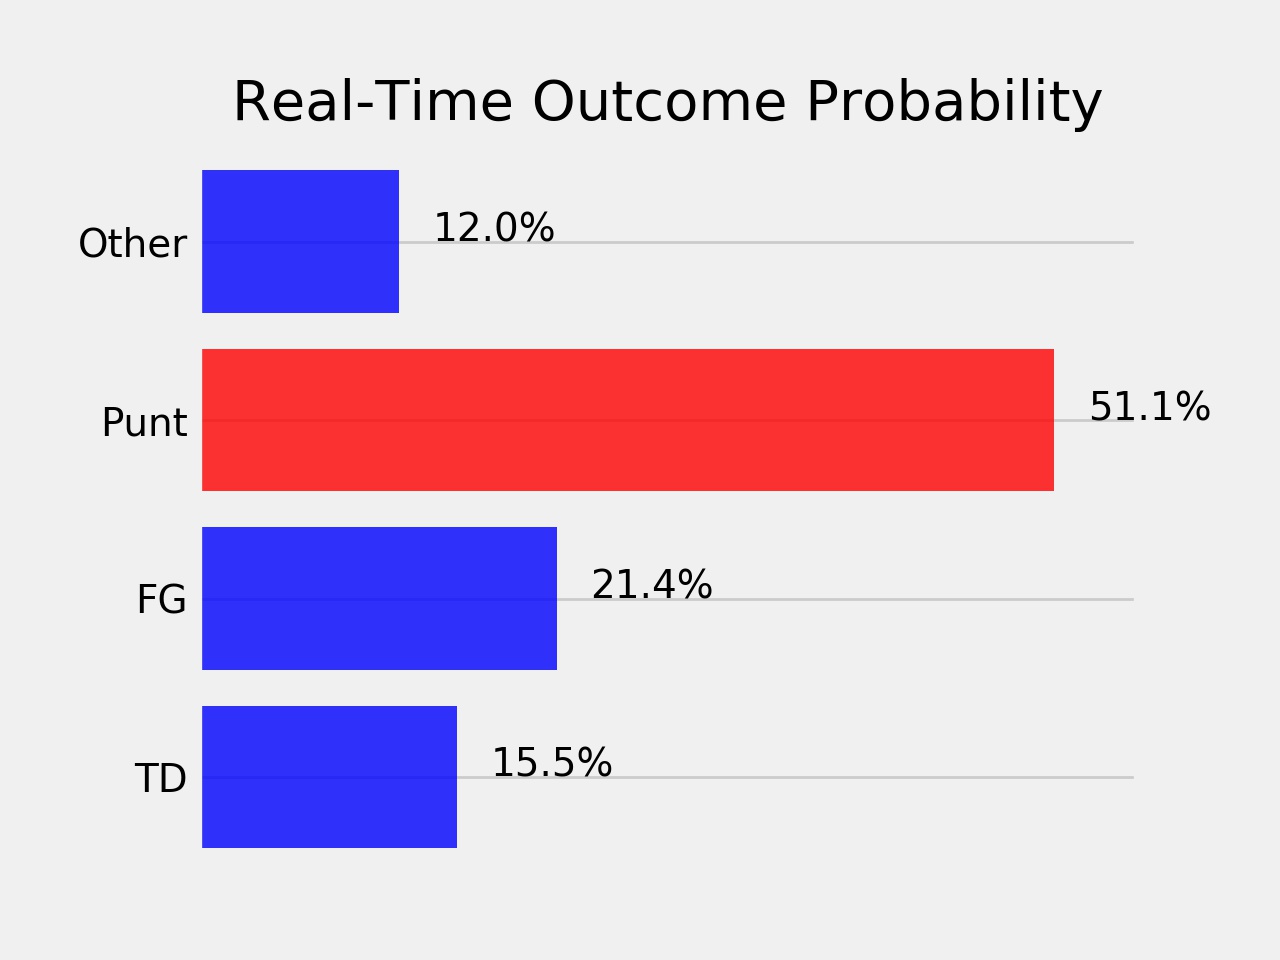 Real-Time Outcome Probability
Other 12.0%
Punt 51.1%
FG 21.4%
TD 15.5%